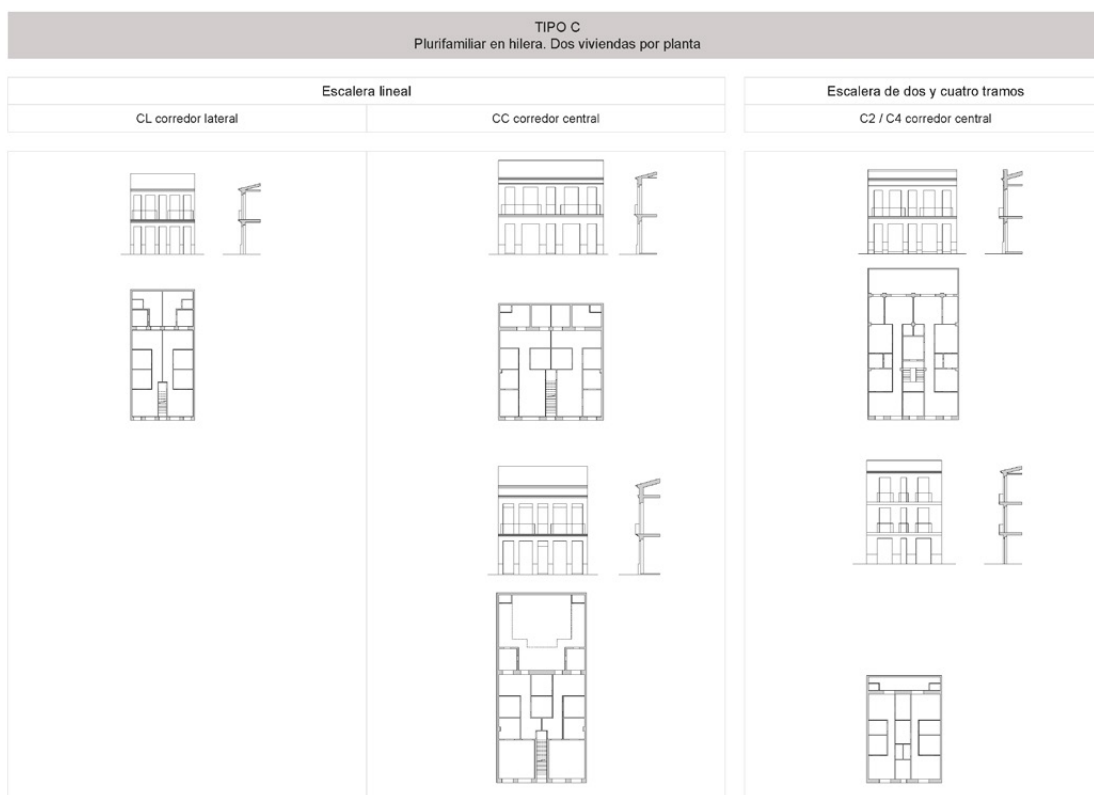 TIPO C
Plurifamiliar en hilera. Dos viviendas por planta
Escalera lineal
Escalera de dos y cuatro tramos
CL corredor lateral
CC corredor central
C2 / C4 corredor central